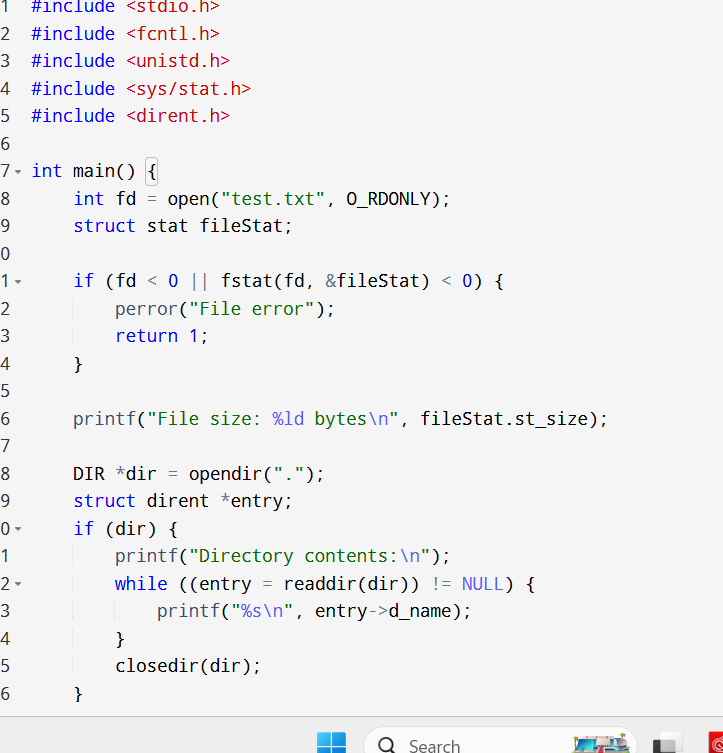 1 #include <stdio.h>
2 #include <fcntl.h>
3 #include <unistd.h>
4 #include <sys/stat.h>
5 #include <dirent.h>
6
7 int main() {
8     int fd = open("test.txt", O_RDONLY);
9     struct stat fileStat;
0
1     if (fd < 0 || fstat(fd, &fileStat) < 0) {
2         perror("File error");
3         return 1;
4     }
5
6     printf("File size: %ld bytes\n", fileStat.st_size);
7
8     DIR *dir = opendir(".");
9     struct dirent *entry;
0     if (dir) {
1         printf("Directory contents:\n");
2         while ((entry = readdir(dir)) != NULL) {
3             printf("%s\n", entry->d_name);
4         }
5         closedir(dir);
6     }
Search